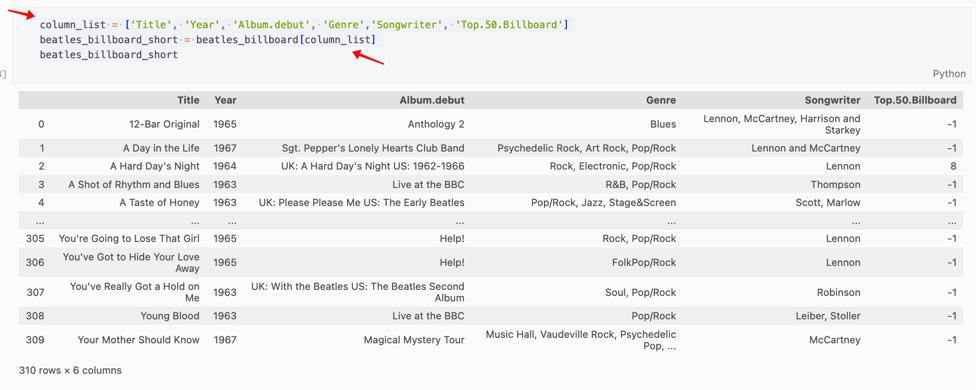 column_list = ['Title', 'Year', 'Album.debut', 'Genre','Songwriter', 'Top.50.Billboard']
beatles_billboard_short = beatles_billboard[column_list]
beatles_billboard_short
Python
Title Year Album.debut Genre Songwriter Top.50.Billboard
0 12-Bar Original 1965 Anthology 2 Blues Lennon, McCartney, Harrison and Starkey -1
1 A Day in the Life 1967 Sgt. Pepper's Lonely Hearts Club Band Psychedelic Rock, Art Rock, Pop/Rock Lennon and McCartney -1
2 A Hard Day's Night 1964 UK: A Hard Day's Night US: 1962-1966 Rock, Electronic, Pop/Rock Lennon 8
3 A Shot of Rhythm and Blues 1963 Live at the BBC R&B, Pop/Rock Thompson -1
4 A Taste of Honey 1963 UK: Please Please Me US: The Early Beatles Pop/Rock, Jazz, Stage&Screen Scott, Marlow -1
... ... ... ... ... ... ...
305 You're Going to Lose That Girl 1965 Help! Rock, Pop/Rock Lennon -1
306 You've Got to Hide Your Love Away 1965 Help! FolkPop/Rock Lennon -1
307 You've Really Got a Hold on Me 1963 UK: With the Beatles US: The Beatles Second Album Soul, Pop/Rock Robinson -1
308 Young Blood 1963 Live at the BBC Pop/Rock Leiber, Stoller -1
309 Your Mother Should Know 1967 Magical Mystery Tour Music Hall, Vaudeville Rock, Psychedelic Pop, ... McCartney -1
310 rows × 6 columns